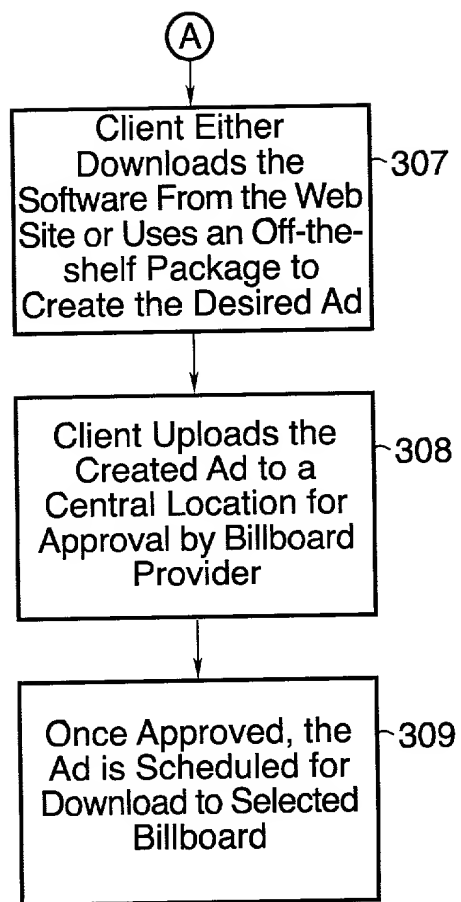 A
Client Either
Downloads the
Software From the Web
Site or Uses an Off-the-
shelf Package to
Create the Desired Ad
307
Client Uploads the
Created Ad to a
Central Location for
Approval by Billboard
Provider
308
Once Approved, the
Ad is Scheduled for
Download to Selected
Billboard
309